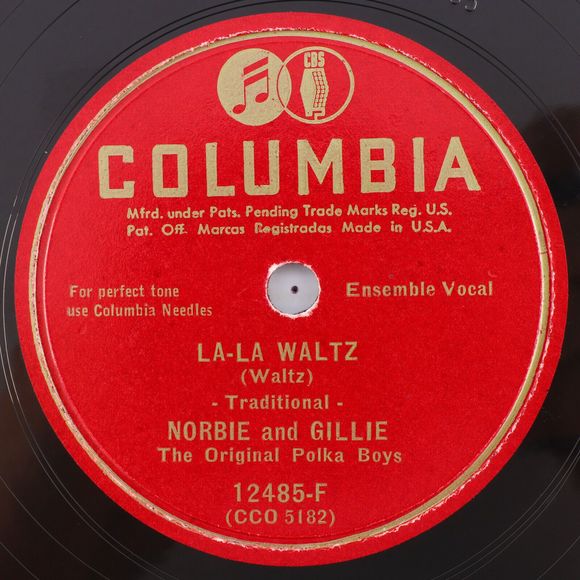 CBS
COLUMBIA
Mfrd. under Pats. Pending Trade Marks Reg. U.S.
Pat. Off. Marcas Registradas Made in U.S.A.
For perfect tone
use Columbia Needles
Ensemble Vocal
LA-LA WALTZ
(Waltz)
- Traditional -
NORBIE and GILLIE
The Original Polka Boys
12485-F
(CCO 5182)